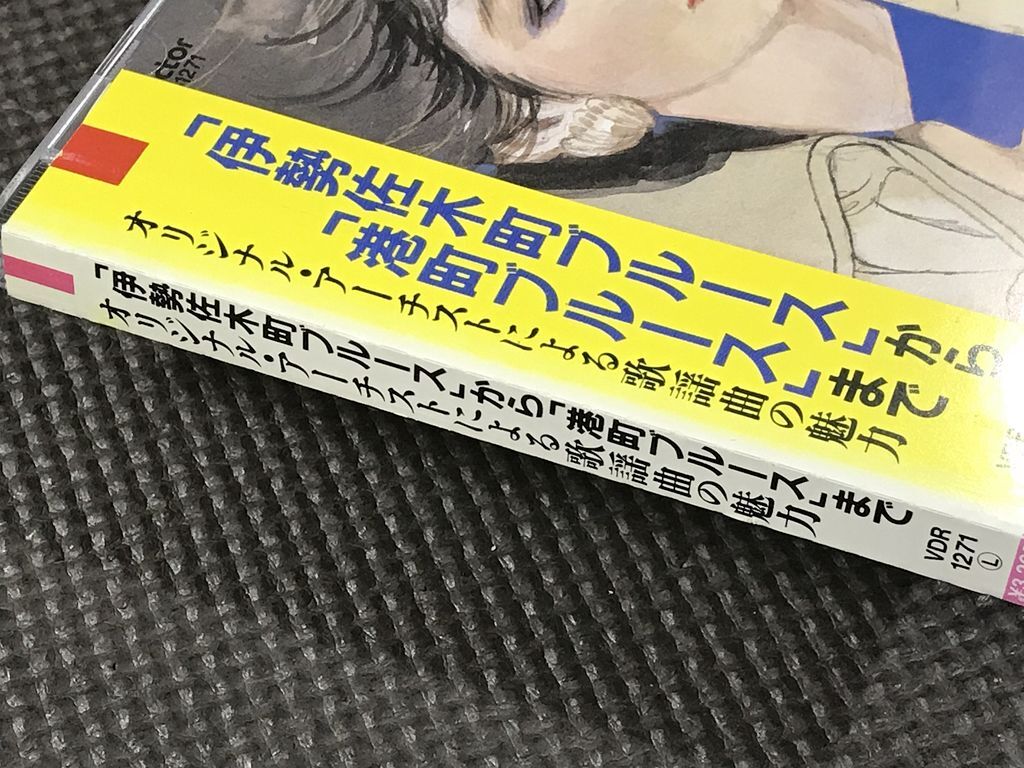 ctor
1271
「伊勢佐木町ブルース」から
「港町ブルース」まで
オリジナル・アーチストによる歌謡曲の魅力
「伊勢佐木町ブルース」から「港町ブルース」まで
オリジナル・アーチストによる歌謡曲の魅力
VDR
1271
Ⓛ